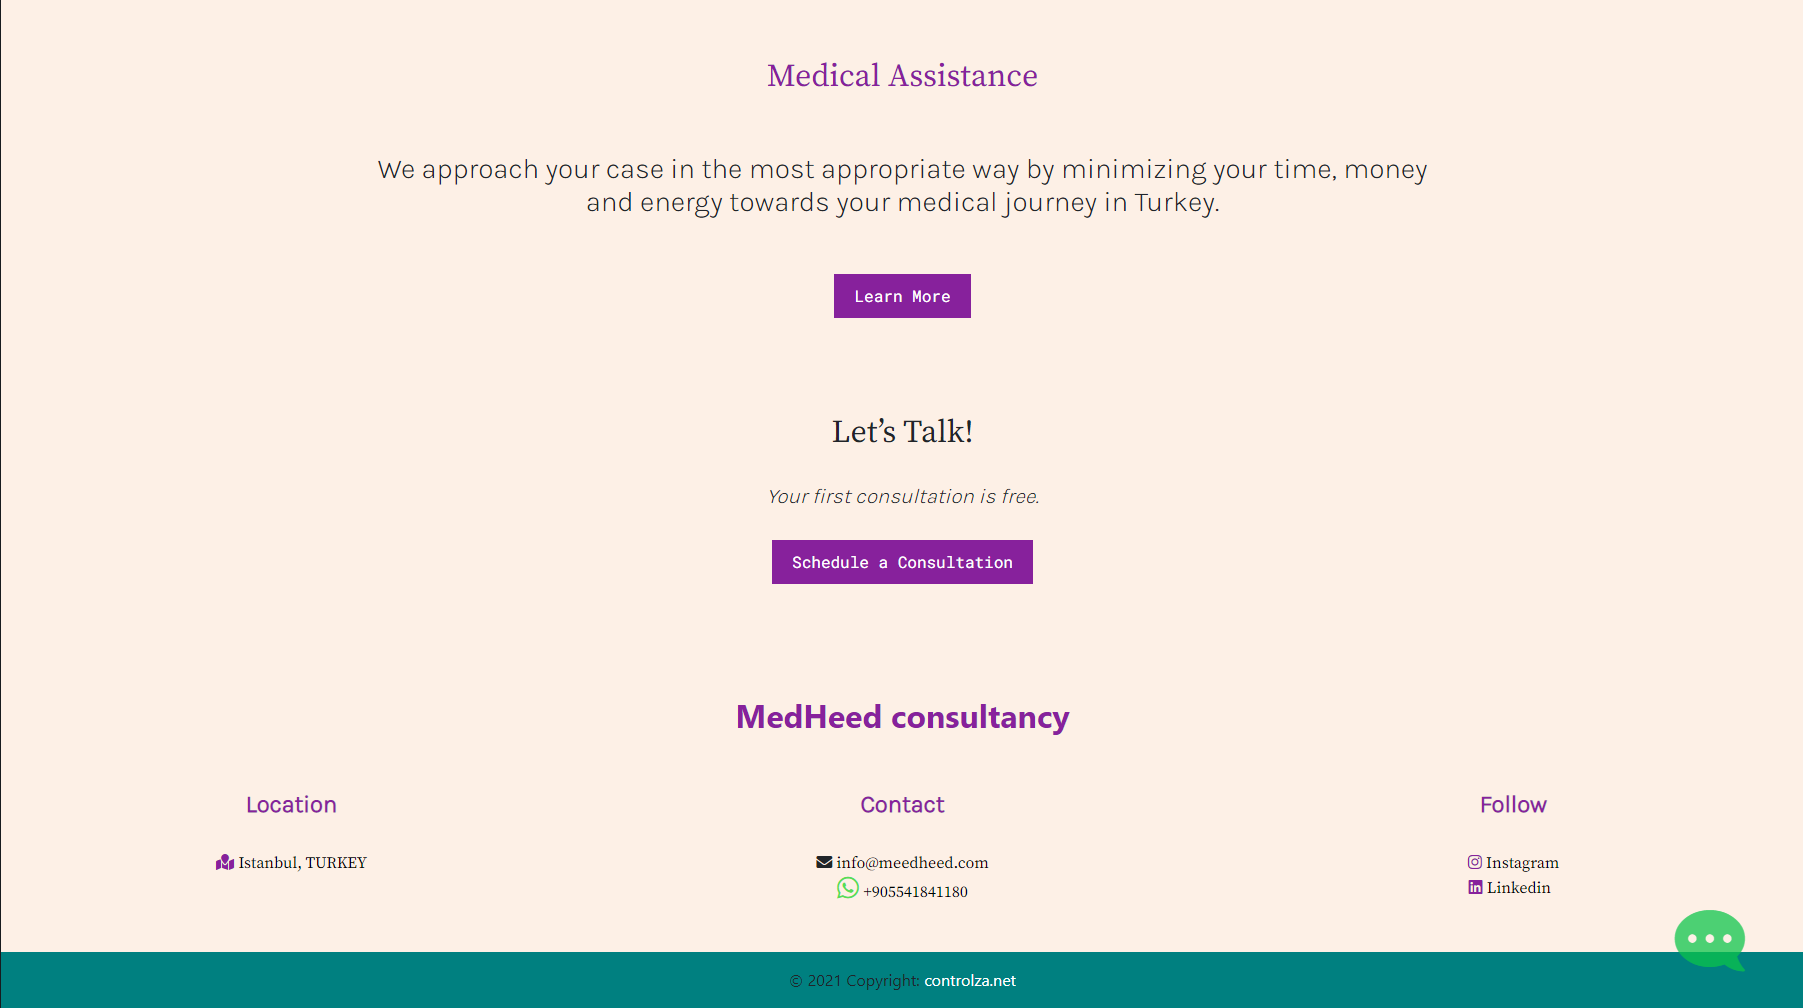 Medical Assistance
We approach your case in the most appropriate way by minimizing your time, money
and energy towards your medical journey in Turkey.
Learn More
Let’s Talk!
Your first consultation is free.
Schedule a Consultation
MedHeed consultancy
Location
Istanbul, TURKEY
Contact
info@meedheed.com
+905541841180
Follow
Instagram
Linkedin
© 2021 Copyright: controlza.net